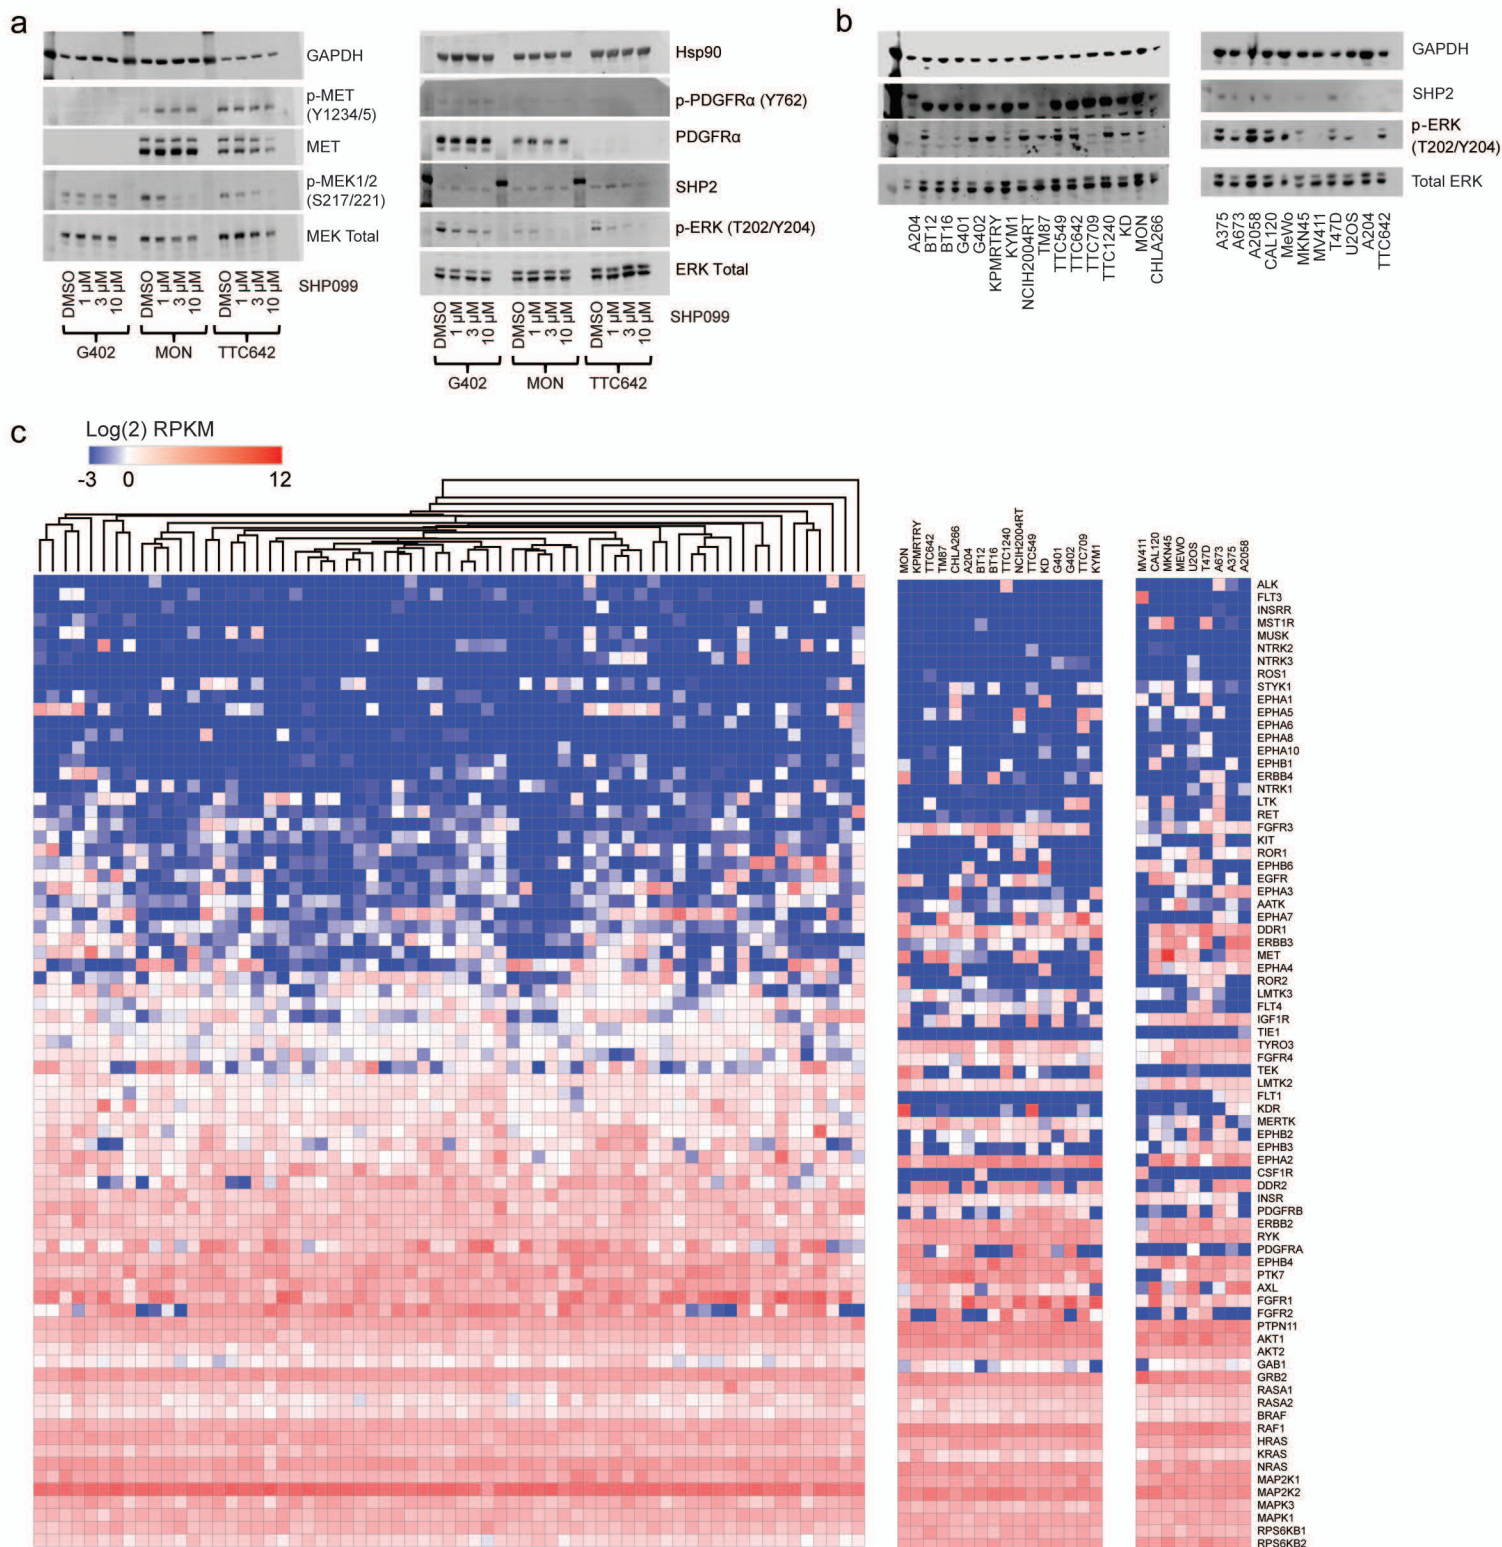 a
GAPDH
p-MET
(Y1234/5)
MET
p-MEK1/2
(S217/221)
MEK Total
DMSO
1 µM
3 µM
10 µM
DMSO
1 µM
3 µM
10 µM
DMSO
1 µM
3 µM
10 µM
SHP099
G402
MON
TTC642
Hsp90
p-PDGFRα (Y762)
PDGFRα
SHP2
p-ERK (T202/Y204)
ERK Total
DMSO
1 µM
3 µM
10 µM
DMSO
1 µM
3 µM
10 µM
DMSO
1 µM
3 µM
10 µM
SHP099
G402
MON
TTC642
b
GAPDH
SHP2
p-ERK
(T202/Y204)
Total ERK
A204
BT12
BT16
G401
G402
KPMRTRY
KYM1
NCIH2004RT
TM87
TTC549
TTC642
TTC709
TTC1240
KD
MON
CHLA266
A375
A673
A2058
CAL120
MeWo
MKN45
MV411
T47D
U2OS
A204
TTC642
c
Log(2) RPKM
-3 0 12
MON
KPMRTRY
TTC642
TM87
CHLA266
A204
BT12
BT16
TTC1240
NCIH2004RT
TTC549
KD
G401
G402
TTC709
KYM1
MV411
CAL120
MKN45
MEWO
U2OS
T47D
A673
A375
A2058
ALK
FLT3
INSRR
MST1R
MUSK
NTRK2
NTRK3
ROS1
STYK1
EPHA1
EPHA5
EPHA6
EPHA8
EPHA10
EPHB1
ERBB4
NTRK1
LTK
RET
FGFR3
KIT
ROR1
EPHB6
EGFR
EPHA3
AATK
EPHA7
DDR1
ERBB3
MET
EPHA4
ROR2
LMTK3
FLT4
IGF1R
TIE1
TYRO3
FGFR4
TEK
LMTK2
FLT1
KDR
MERTK
EPHB2
EPHB3
EPHA2
CSF1R
DDR2
INSR
PDGFRB
ERBB2
RYK
PDGFRA
EPHB4
PTK7
AXL
FGFR1
FGFR2
PTPN11
AKT1
AKT2
GAB1
GRB2
RASA1
RASA2
BRAF
RAF1
HRAS
KRAS
NRAS
MAP2K1
MAP2K2
MAPK3
MAPK1
RPS6KB1
RPS6KB2